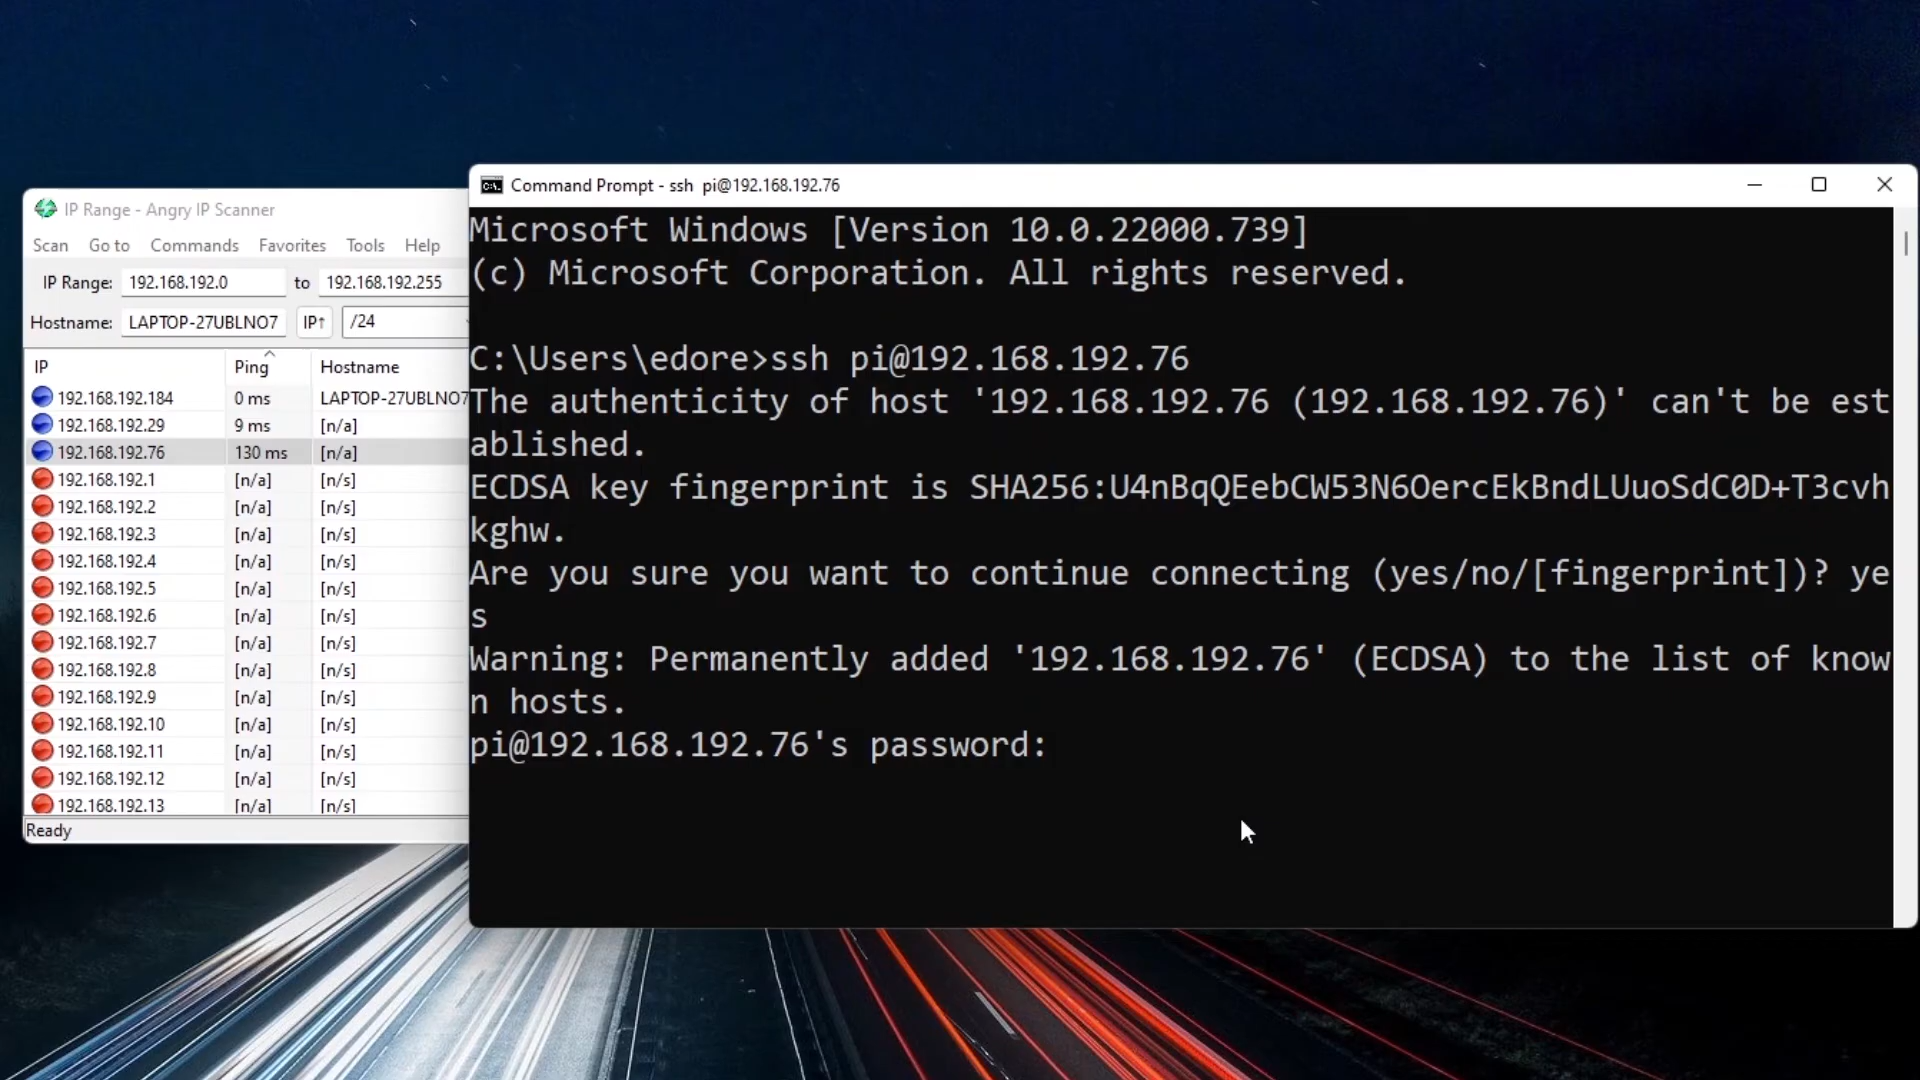 IP Range - Angry IP Scanner
Scan Go to Commands Favorites Tools Help
IP Range: 192.168.192.0 to 192.168.192.255
Hostname: LAPTOP-27UBLNO7 IP↑ /24
IP Ping Hostname
192.168.192.184 0 ms LAPTOP-27UBLNO7
192.168.192.29 9 ms [n/a]
192.168.192.76 130 ms [n/a]
192.168.192.1 [n/a] [n/s]
192.168.192.2 [n/a] [n/s]
192.168.192.3 [n/a] [n/s]
192.168.192.4 [n/a] [n/s]
192.168.192.5 [n/a] [n/s]
192.168.192.6 [n/a] [n/s]
192.168.192.7 [n/a] [n/s]
192.168.192.8 [n/a] [n/s]
192.168.192.9 [n/a] [n/s]
192.168.192.10 [n/a] [n/s]
192.168.192.11 [n/a] [n/s]
192.168.192.12 [n/a] [n/s]
192.168.192.13 [n/a] [n/s]
Ready
Command Prompt - ssh pi@192.168.192.76
Microsoft Windows [Version 10.0.22000.739]
(c) Microsoft Corporation. All rights reserved.
C:\Users\edore>ssh pi@192.168.192.76
The authenticity of host '192.168.192.76 (192.168.192.76)' can't be est
ablished.
ECDSA key fingerprint is SHA256:U4nBqQEebCW53N6OercEkBndLUuoSdC0D+T3cvh
kghw.
Are you sure you want to continue connecting (yes/no/[fingerprint])? ye
s
Warning: Permanently added '192.168.192.76' (ECDSA) to the list of know
n hosts.
pi@192.168.192.76's password: